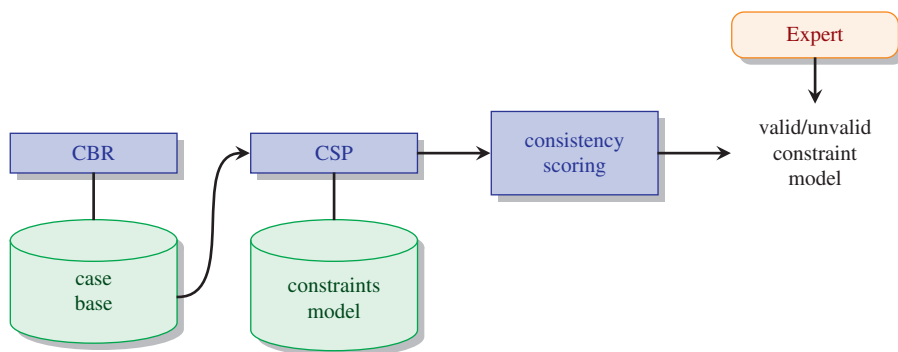 Expert
CBR
CSP
consistency
scoring
valid/unvalid
constraint
model
case
base
constraints
model